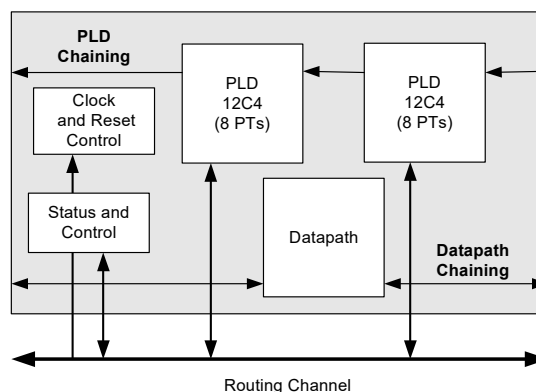 PLD
Chaining
PLD
12C4
(8 PTs)
PLD
12C4
(8 PTs)
Clock
and Reset
Control
Status and
Control
Datapath
Datapath
Chaining
Routing Channel